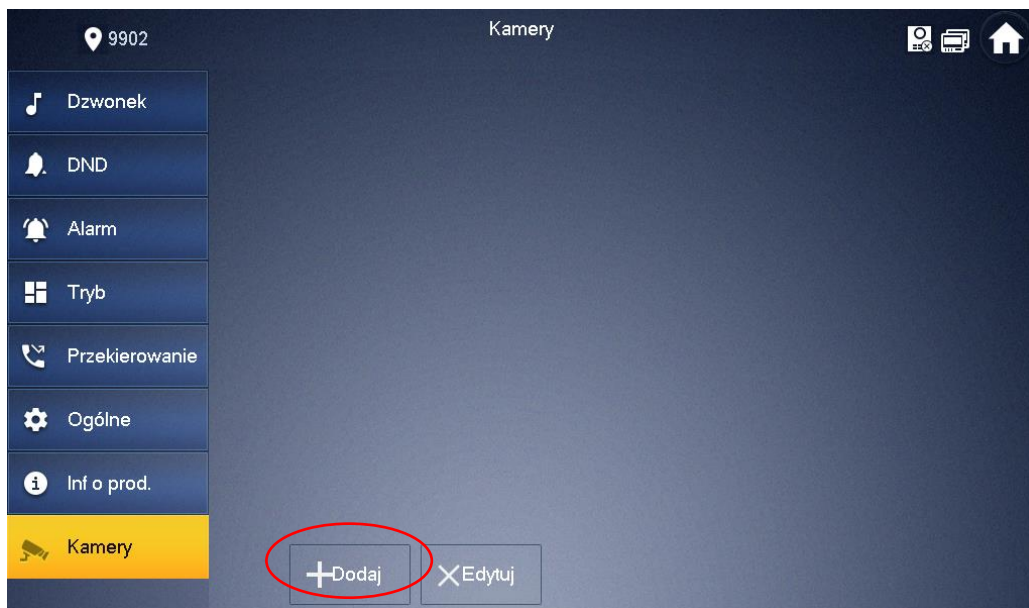 9902
Kamery
Dzwonek
DND
Alarm
Tryb
Przekierowanie
Ogólne
Inf o prod.
Kamery
Dodaj
Edytuj